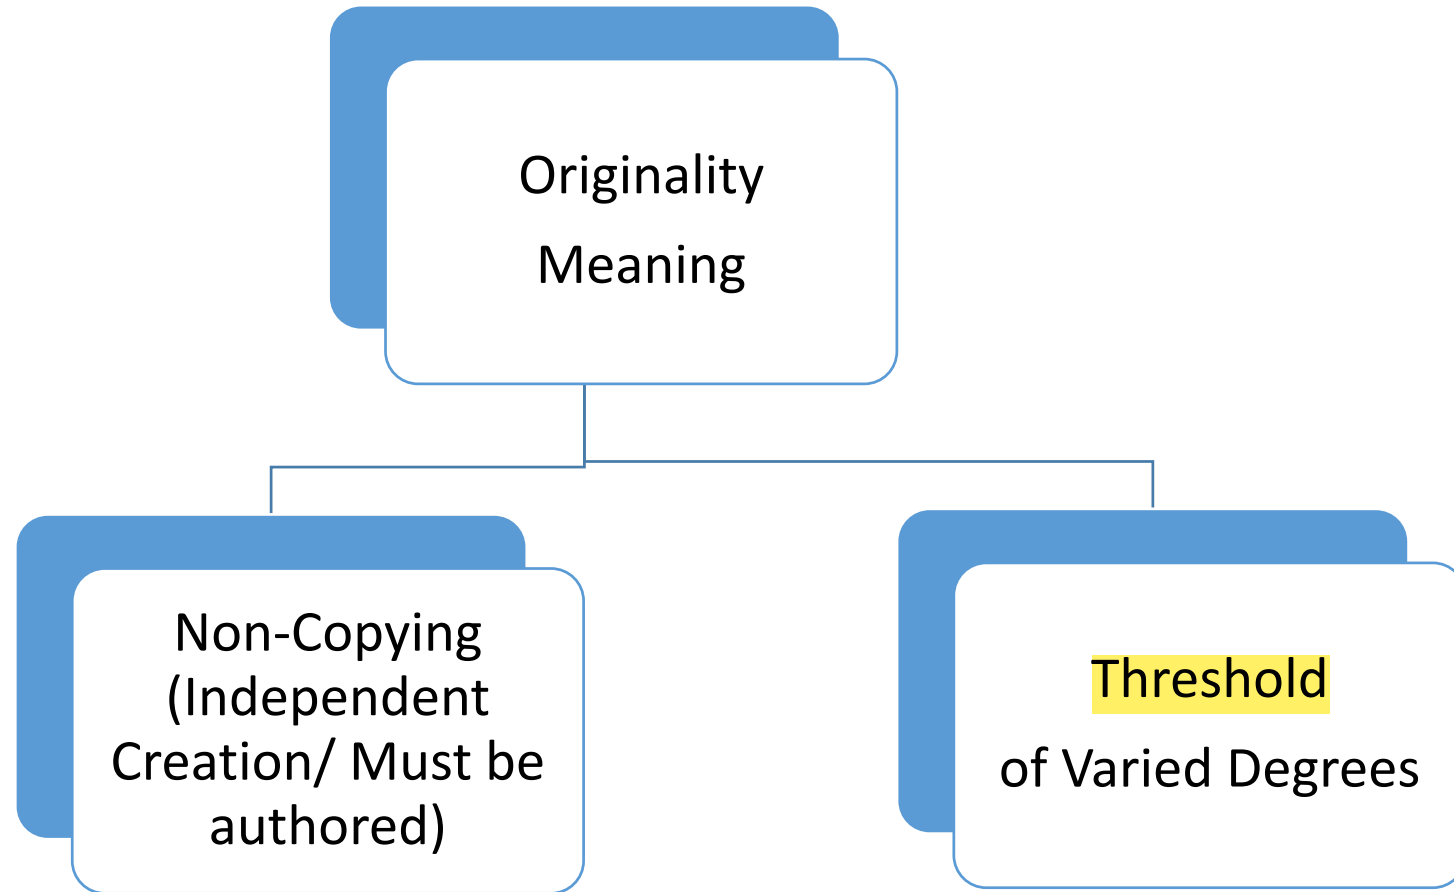 Originality
Meaning
Non-Copying
(Independent
Creation/ Must be
authored)
Threshold
of Varied Degrees